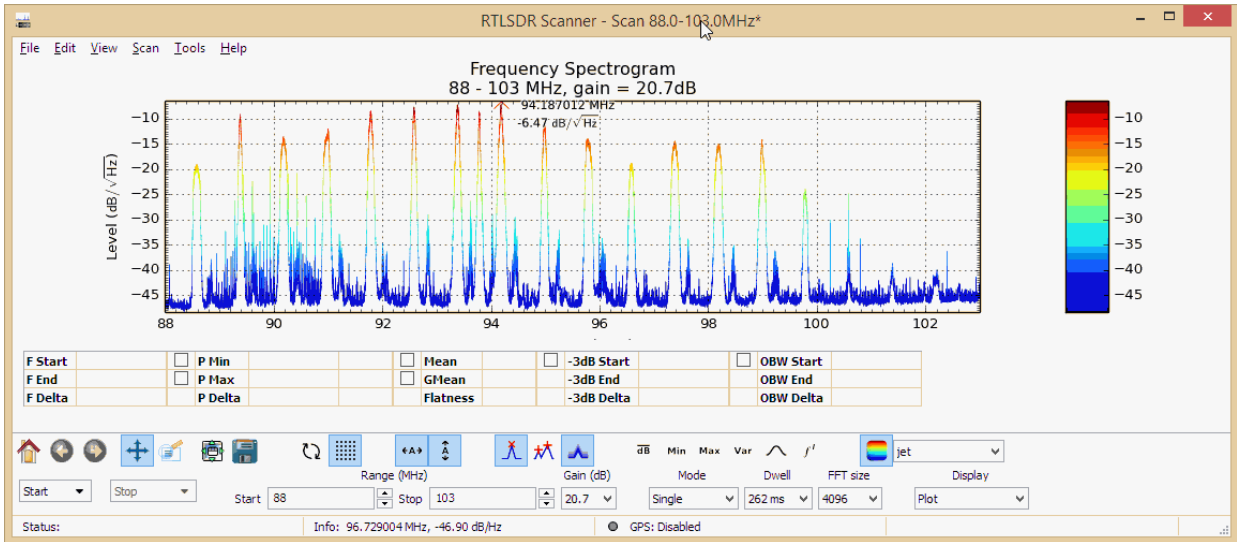 RTLSDR Scanner - Scan 88.0-103.0MHz*
File Edit View Scan Tools Help
Frequency Spectrogram
88 - 103 MHz, gain = 20.7dB
94.187012 MHz
-6.47 dB/√Hz
Level (dB/√Hz)
−10
−15
−20
−25
−30
−35
−40
−45
88 90 92 94 96 98 100 102
−10
−15
−20
−25
−30
−35
−40
−45
F Start P Min Mean -3dB Start OBW Start
F End P Max GMean -3dB End OBW End
F Delta P Delta Flatness -3dB Delta OBW Delta
dB Min Max Var f' jet
Range (MHz) Gain (dB) Mode Dwell FFT size Display
Start Stop Start 88 Stop 103 20.7 Single 262 ms 4096 Plot
Status: Info: 96.729004 MHz, -46.90 dB/Hz GPS: Disabled